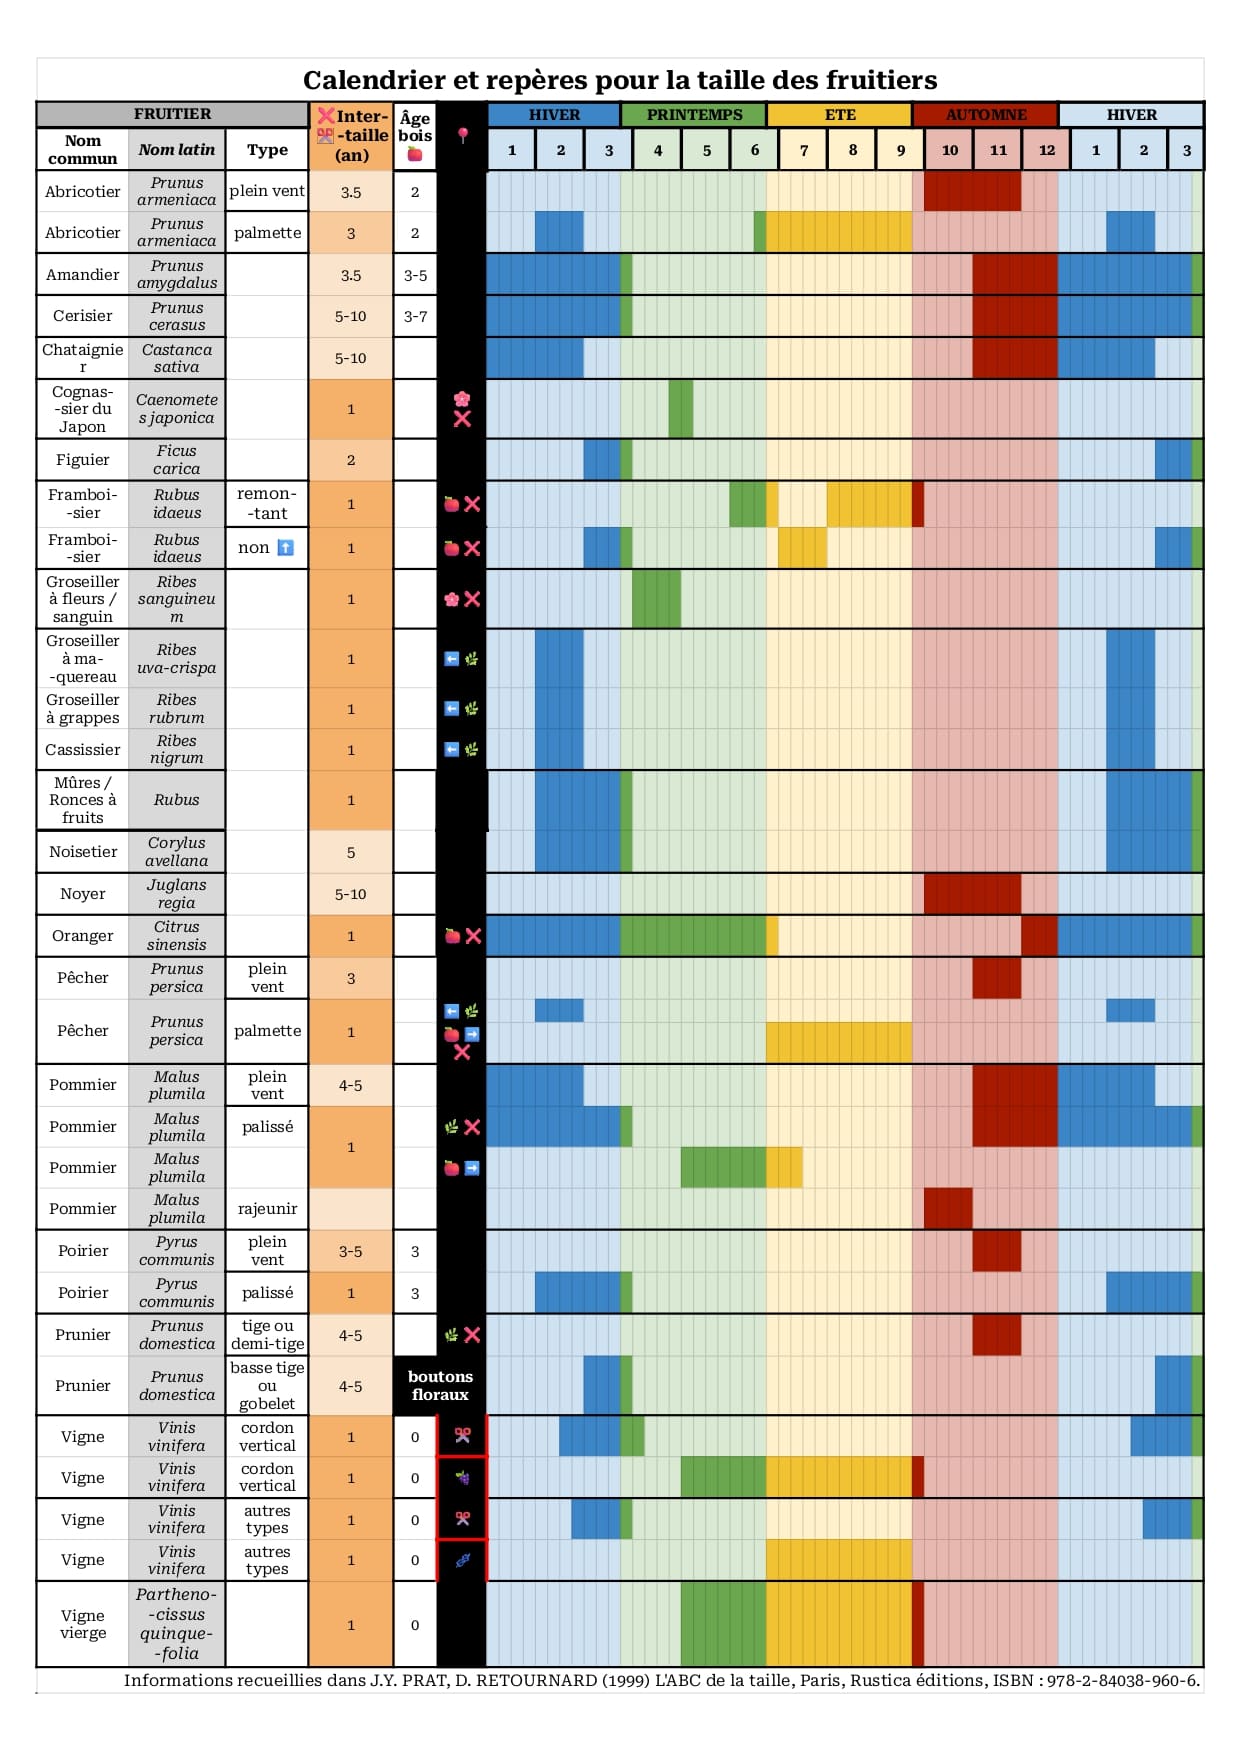 Calendrier et repères pour la taille des fruitiers
FRUITIER
❌Inter-
✂-taille
(an)
Âge
bois
🍎
📍
HIVER PRINTEMPS ETE AUTOMNE HIVER
Nom
commun
Nom latin
Type
1 2 3 4 5 6 7 8 9 10 11 12 1 2 3
Abricotier
Prunus
armeniaca
plein vent
3.5
2
Abricotier
Prunus
armeniaca
palmette
3
2
Amandier
Prunus
amygdalus
3.5
3-5
Cerisier
Prunus
cerasus
5-10
3-7
Chataignie
r
Castanca
sativa
5-10
Cognas-
-sier du
Japon
Caenomete
s japonica
1
🌸
❌
Figuier
Ficus
carica
2
Framboi-
-sier
Rubus
idaeus
remon-
-tant
1
🍎❌
Framboi-
-sier
Rubus
idaeus
non ⬆️
1
🍎❌
Groseiller
à fleurs /
sanguin
Ribes
sanguineu
m
1
🌸❌
Groseiller
à ma-
-quereau
Ribes
uva-crispa
1
⬅️🌿
Groseiller
à grappes
Ribes
rubrum
1
⬅️🌿
Cassissier
Ribes
nigrum
1
⬅️🌿
Mûres /
Ronces à
fruits
Rubus
1
Noisetier
Corylus
avellana
5
Noyer
Juglans
regia
5-10
Oranger
Citrus
sinensis
1
🍎❌
Pêcher
Prunus
persica
plein
vent
3
Pêcher
Prunus
persica
palmette
1
⬅️🌿
🍎➡️
❌
Pommier
Malus
plumila
plein
vent
4-5
Pommier
Malus
plumila
palissé
1
🌿❌
Pommier
Malus
plumila
🍎➡️
Pommier
Malus
plumila
rajeunir
Poirier
Pyrus
communis
plein
vent
3-5
3
Poirier
Pyrus
communis
palissé
1
3
Prunier
Prunus
domestica
tige ou
demi-tige
4-5
🌿❌
Prunier
Prunus
domestica
basse tige
ou
gobelet
4-5
boutons
floraux
Vigne
Vinis
vinifera
cordon
vertical
1
0
✂
Vigne
Vinis
vinifera
cordon
vertical
1
0
🍇
Vigne
Vinis
vinifera
autres
types
1
0
✂
Vigne
Vinis
vinifera
autres
types
1
0
Vigne
vierge
Partheno-
-cissus
quinque-
-folia
1
0
Informations recueillies dans J.Y. PRAT, D. RETOURNARD (1999) L'ABC de la taille, Paris, Rustica éditions, ISBN : 978-2-84038-960-6.